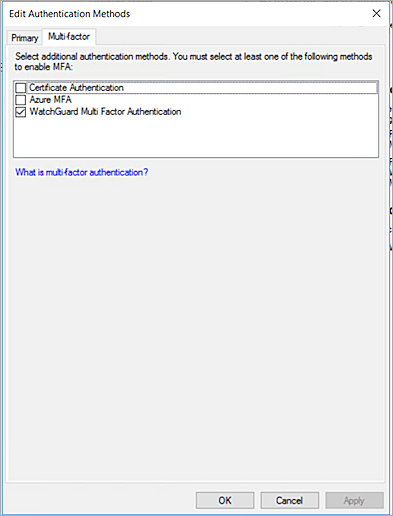 Edit Authentication Methods
Primary
Multi-factor
Select additional authentication methods. You must select at least one of the following methods
to enable MFA:
Certificate Authentication
Azure MFA
WatchGuard Multi Factor Authentication
What is multi-factor authentication?
OK
Cancel
Apply